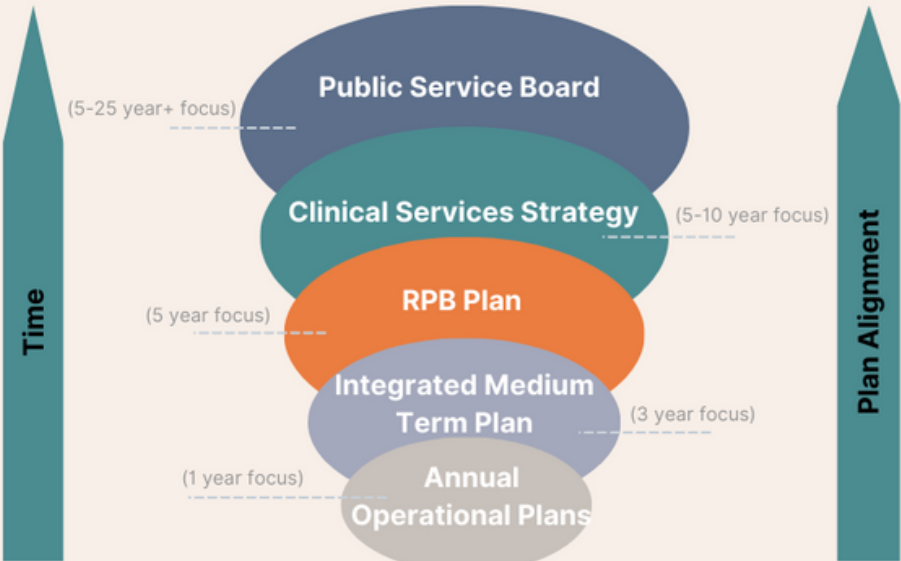 Public Service Board
(5-25 year+ focus)
Clinical Services Strategy
(5-10 year focus)
RPB Plan
(5 year focus)
Integrated Medium
Term Plan
(3 year focus)
Annual
Operational Plans
(1 year focus)
Time
Plan Alignment